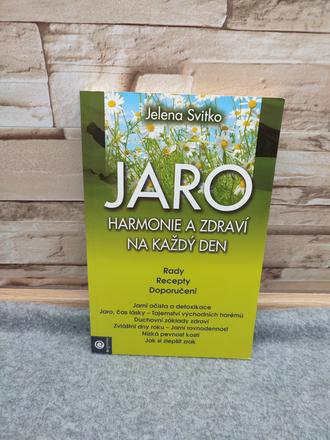 Jelena Svitko
JARO
HARMONIE A ZDRAVÍ
NA KAŽDÝ DEN
Rady
Recepty
Doporučení
Jarní očista a detoxikace
Jaro, čas lásky – Tajemství východních harémů
Duchovní základy zdraví
Zvláštní dny roku – Jarní rovnodennost
Nízká pevnost kostí
Jak si zlepšit zrak